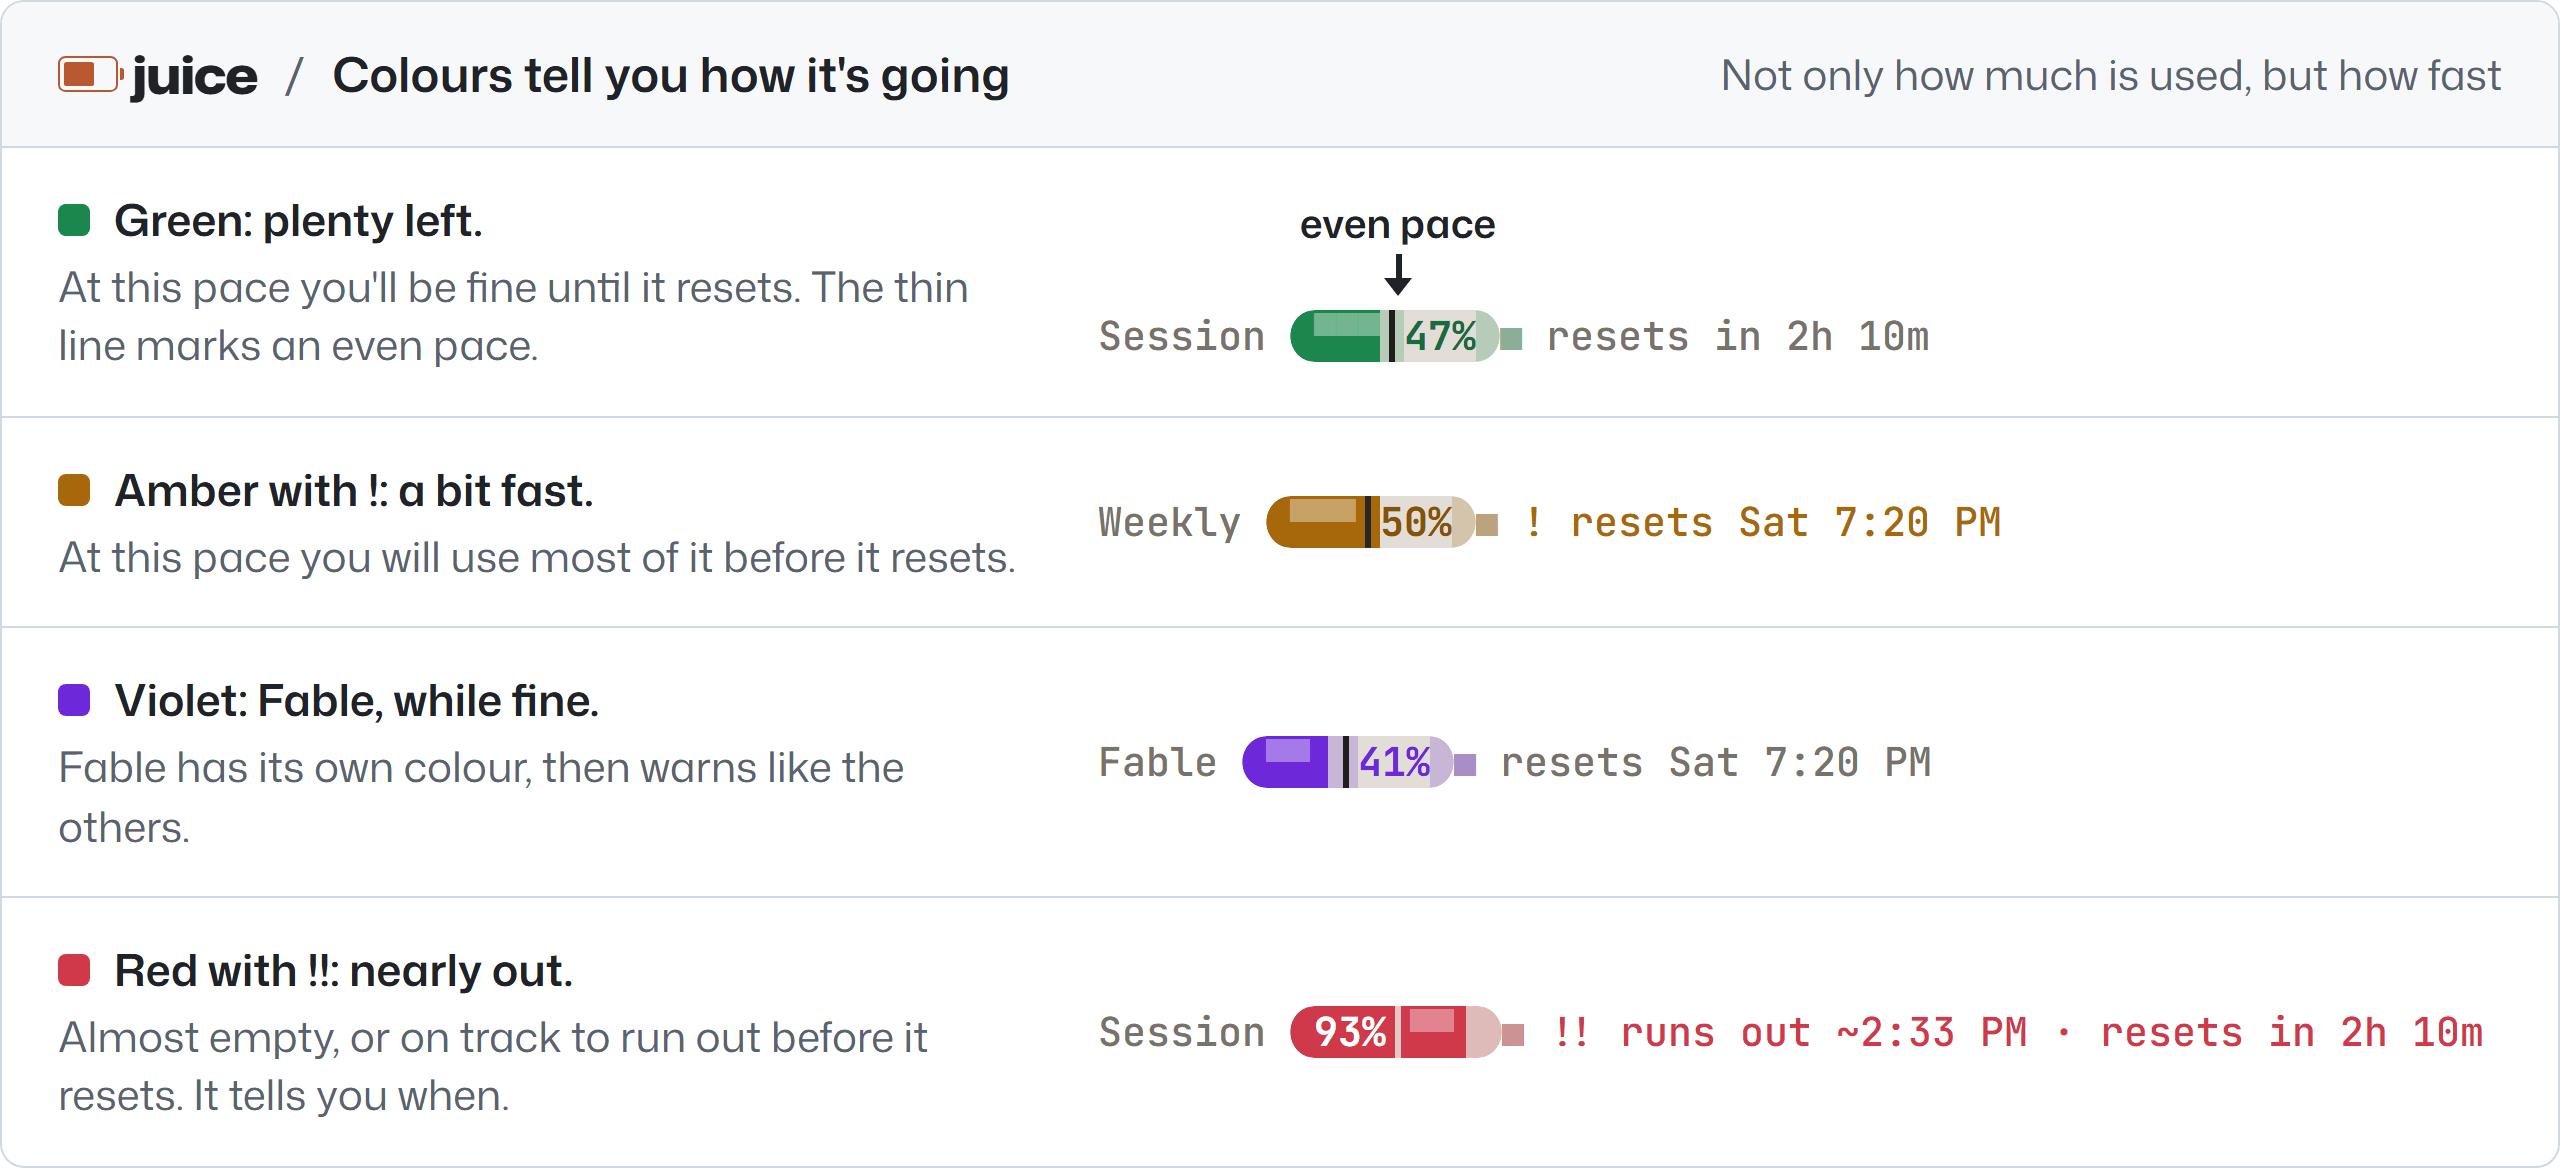 juice / Colours tell you how it's going
Not only how much is used, but how fast
Green: plenty left.
At this pace you'll be fine until it resets. The thin
line marks an even pace.
even pace
Session 47% resets in 2h 10m
Amber with !: a bit fast.
At this pace you will use most of it before it resets.
Weekly 50% ! resets Sat 7:20 PM
Violet: Fable, while fine.
Fable has its own colour, then warns like the
others.
Fable 41% resets Sat 7:20 PM
Red with !!: nearly out.
Almost empty, or on track to run out before it
resets. It tells you when.
Session 93% !! runs out ~2:33 PM · resets in 2h 10m